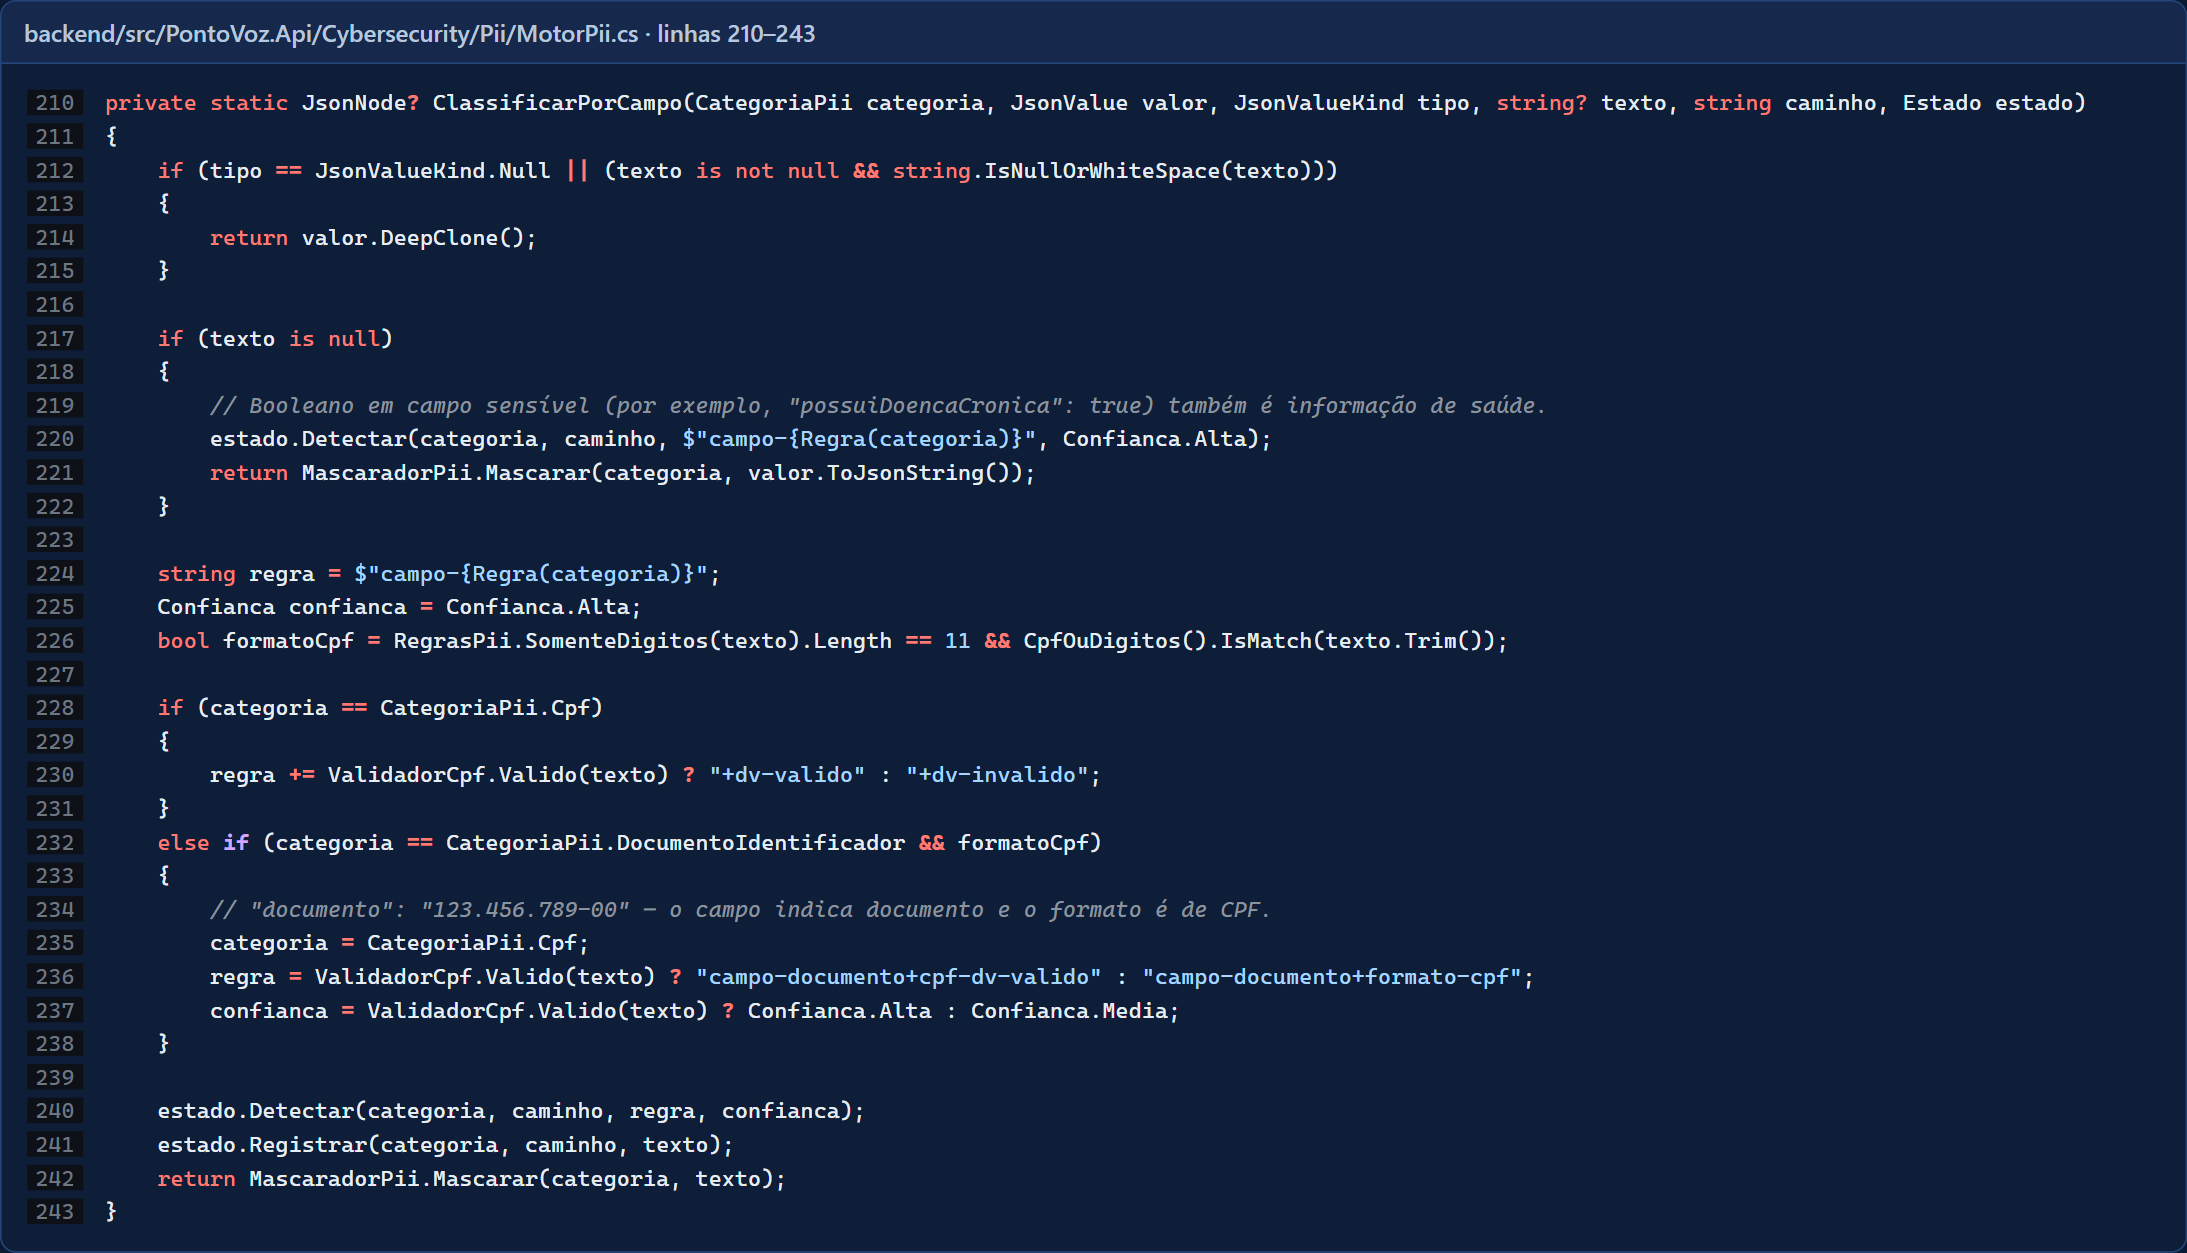 backend/src/PontoVoz.Api/Cybersecurity/Pii/MotorPii.cs · linhas 210–243
210 private static JsonNode? ClassificarPorCampo(CategoriaPii categoria, JsonValue valor, JsonValueKind tipo, string? texto, string caminho, Estado estado)
211 {
212     if (tipo == JsonValueKind.Null || (texto is not null && string.IsNullOrWhiteSpace(texto)))
213     {
214         return valor.DeepClone();
215     }
216
217     if (texto is null)
218     {
219         // Booleano em campo sensível (por exemplo, "possuiDoencaCronica": true) também é informação de saúde.
220         estado.Detectar(categoria, caminho, $"campo-{Regra(categoria)}", Confianca.Alta);
221         return MascaradorPii.Mascarar(categoria, valor.ToJsonString());
222     }
223
224     string regra = $"campo-{Regra(categoria)}";
225     Confianca confianca = Confianca.Alta;
226     bool formatoCpf = RegrasPii.SomenteDigitos(texto).Length == 11 && CpfOuDigitos().IsMatch(texto.Trim());
227
228     if (categoria == CategoriaPii.Cpf)
229     {
230         regra += ValidadorCpf.Valido(texto) ? "+dv-valido" : "+dv-invalido";
231     }
232     else if (categoria == CategoriaPii.DocumentoIdentificador && formatoCpf)
233     {
234         // "documento": "123.456.789-00" — o campo indica documento e o formato é de CPF.
235         categoria = CategoriaPii.Cpf;
236         regra = ValidadorCpf.Valido(texto) ? "campo-documento+cpf-dv-valido" : "campo-documento+formato-cpf";
237         confianca = ValidadorCpf.Valido(texto) ? Confianca.Alta : Confianca.Media;
238     }
239
240     estado.Detectar(categoria, caminho, regra, confianca);
241     estado.Registrar(categoria, caminho, texto);
242     return MascaradorPii.Mascarar(categoria, texto);
243 }